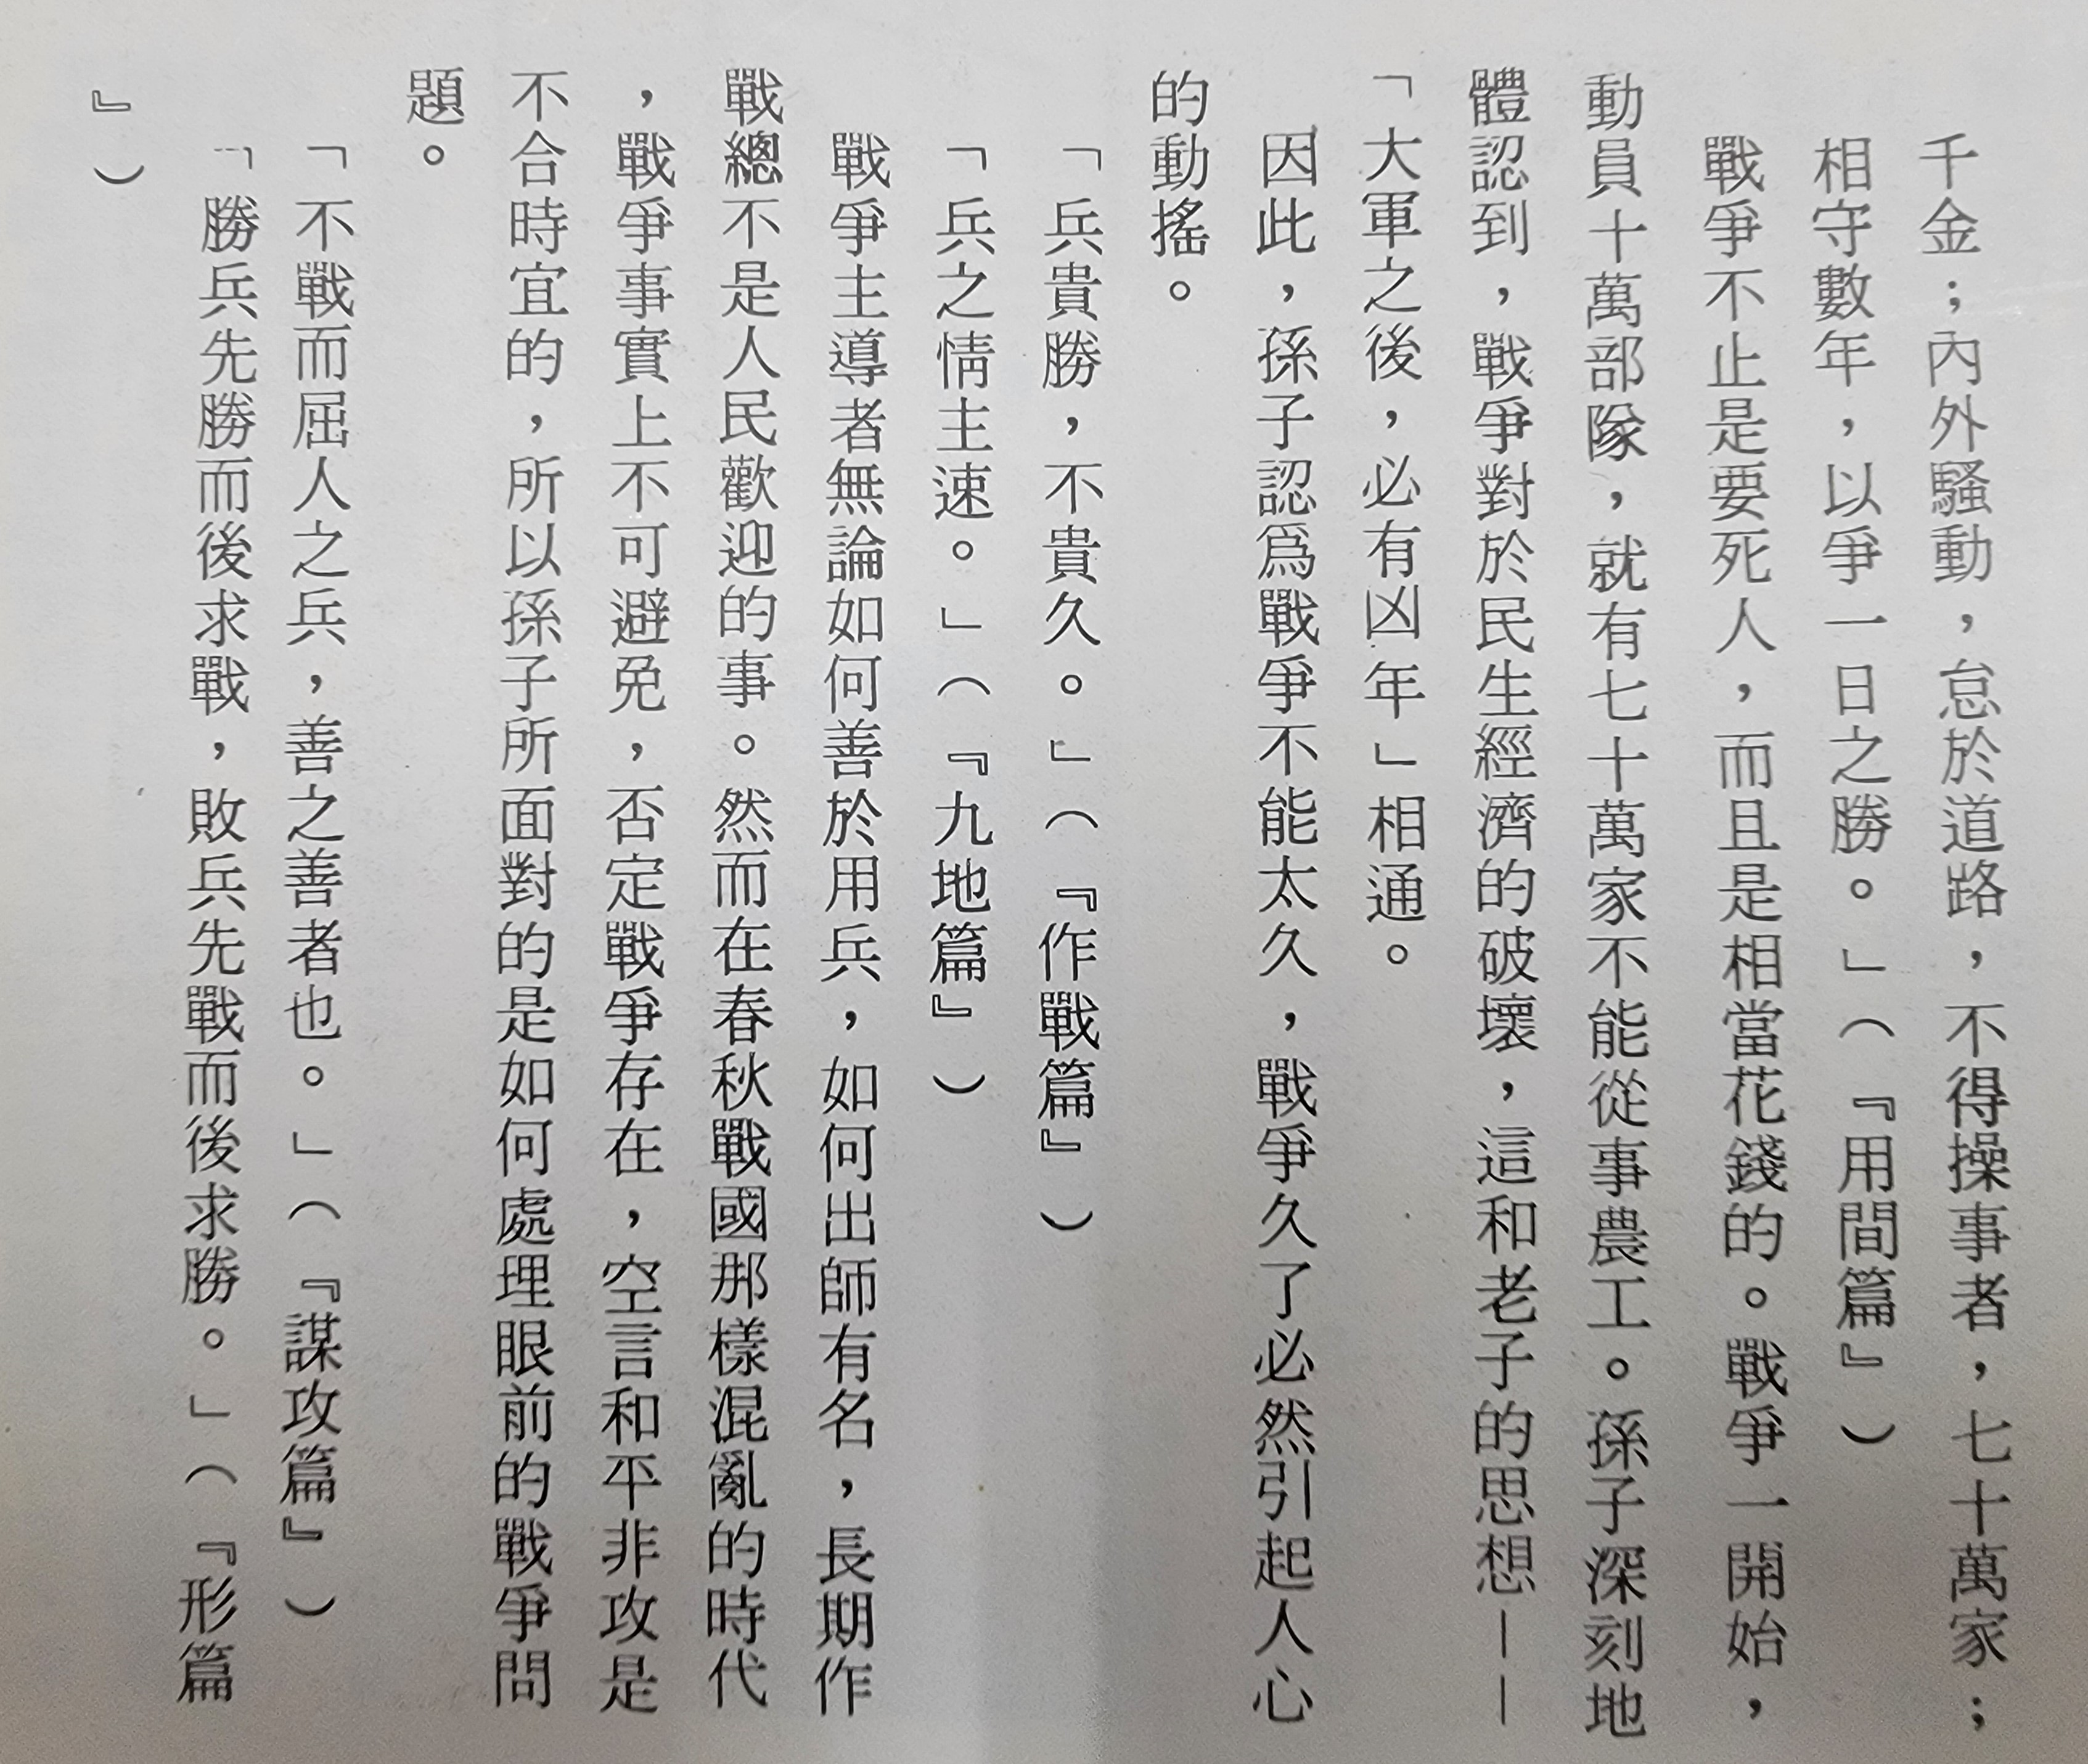 千金；內外騷動，怠於道路，不得操事者，七十萬家；
相守數年，以爭一日之勝。」（『用間篇』）
戰爭不止是要死人，而且是相當花錢的。戰爭一開始，
動員十萬部隊，就有七十萬家不能從事農工。孫子深刻地
體認到，戰爭對於民生經濟的破壞，這和老子的思想——
「大軍之後，必有凶年」相通。
因此，孫子認爲戰爭不能太久，戰爭久了必然引起人心
的動搖。
「兵貴勝，不貴久。」（『作戰篇』）
「兵之情主速。」（『九地篇』）
戰爭主導者無論如何善於用兵，如何出師有名，長期作
戰總不是人民歡迎的事。然而在春秋戰國那樣混亂的時代
，戰爭事實上不可避免，否定戰爭存在，空言和平非攻是
不合時宜的，所以孫子所面對的是如何處理眼前的戰爭問
題。
「不戰而屈人之兵，善之善者也。」（『謀攻篇』）
「勝兵先勝而後求戰，敗兵先戰而後求勝。」（『形篇
』）